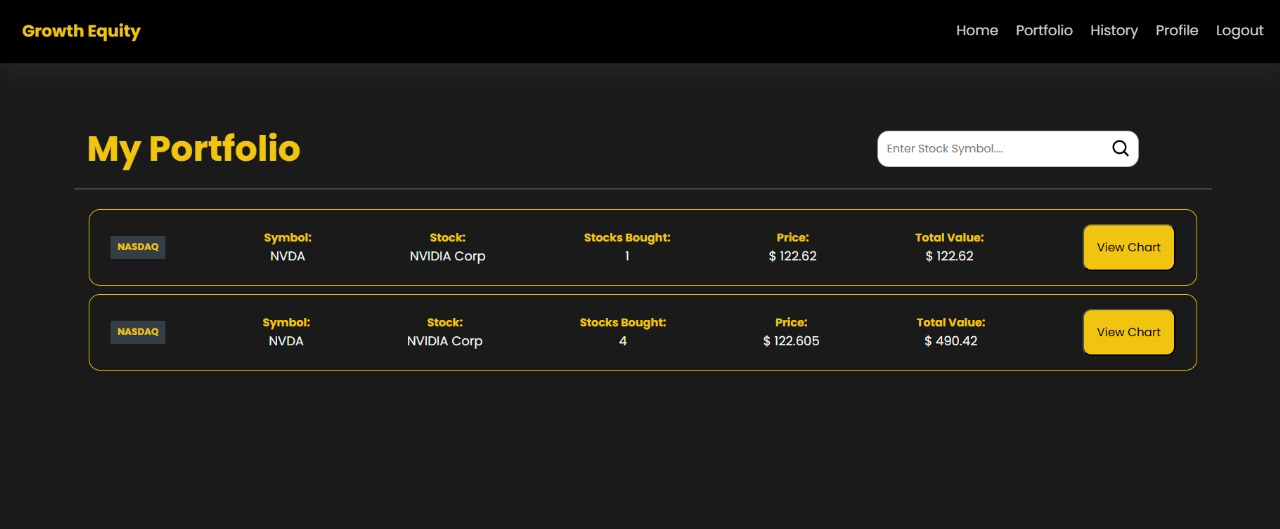 Growth Equity
Home Portfolio History Profile Logout
My Portfolio
Enter Stock Symbol....
NASDAQ
Symbol:
NVDA
Stock:
NVIDIA Corp
Stocks Bought:
1
Price:
$ 122.62
Total Value:
$ 122.62
View Chart
NASDAQ
Symbol:
NVDA
Stock:
NVIDIA Corp
Stocks Bought:
4
Price:
$ 122.605
Total Value:
$ 490.42
View Chart